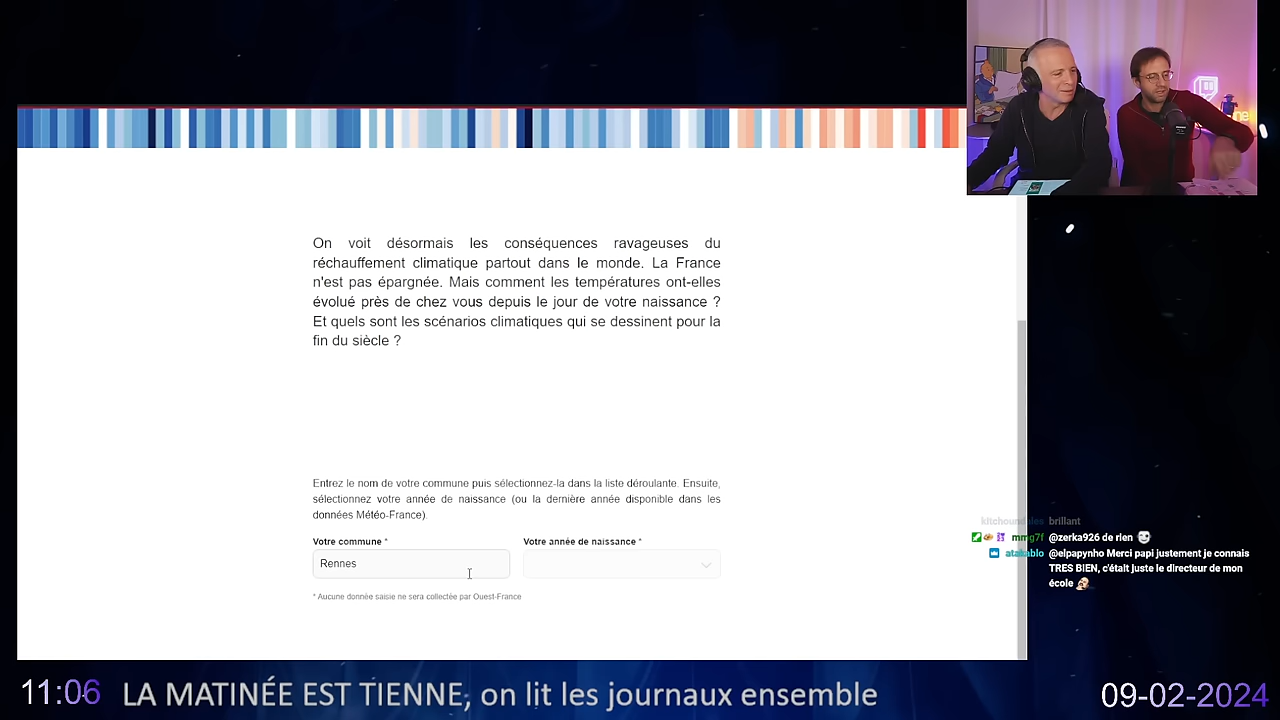 On voit désormais les conséquences ravageuses du
réchauffement climatique partout dans le monde. La France
n'est pas épargnée. Mais comment les températures ont-elles
évolué près de chez vous depuis le jour de votre naissance ?
Et quels sont les scénarios climatiques qui se dessinent pour la
fin du siècle ?
Entrez le nom de votre commune puis sélectionnez-la dans la liste déroulante. Ensuite,
sélectionnez votre année de naissance (ou la dernière année disponible dans les
données Météo-France).
Votre commune *
Votre année de naissance *
Rennes
* Aucune donnée saisie ne sera collectée par Ouest-France
brillant
mmg7f @zerka926 de rien
atakablo @elpapynho Merci papi justement je connais
TRES BIEN, c'était juste le directeur de mon
école
11:06
LA MATINÉE EST TIENNE, on lit les journaux ensemble
09-02-2024